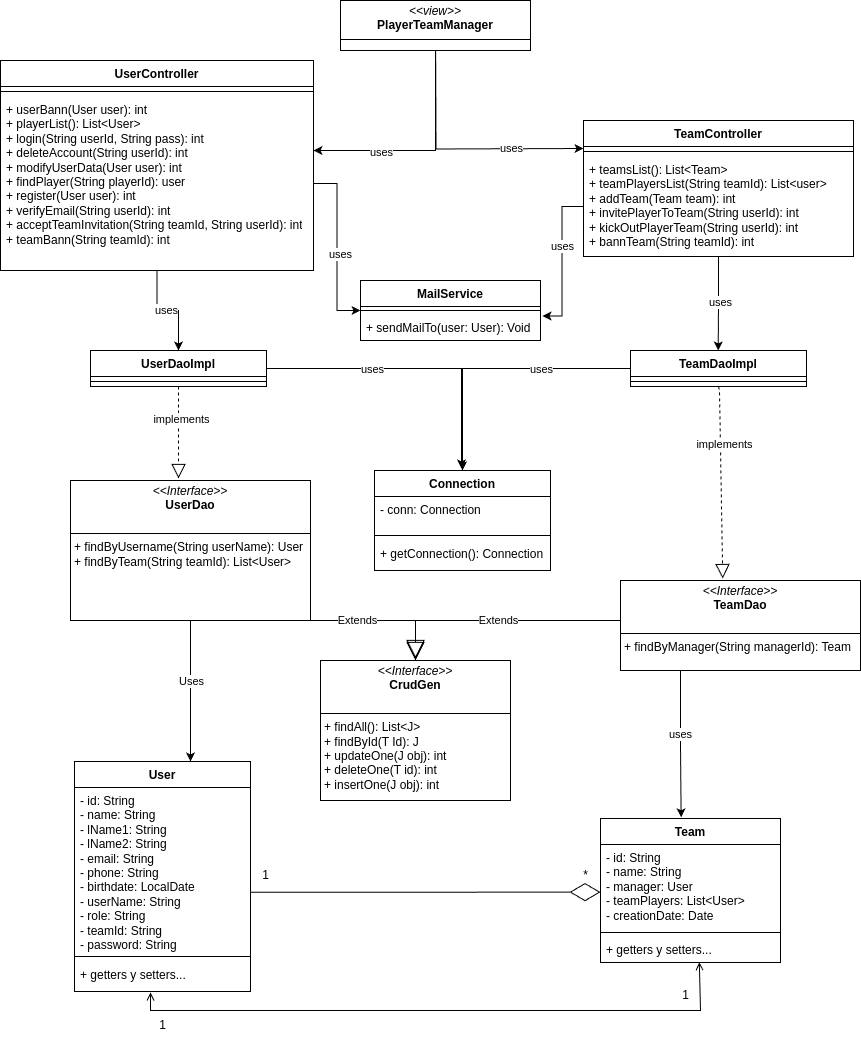 <<view>>
PlayerTeamManager
UserController
+ userBann(User user): int
+ playerList(): List<User>
+ login(String userId, String pass): int
+ deleteAccount(String userId): int
+ modifyUserData(User user): int
+ findPlayer(String playerId): user
+ register(User user): int
+ verifyEmail(String userId): int
+ acceptTeamInvitation(String teamId, String userId): int
+ teamBann(String teamId): int
uses
uses
TeamController
+ teamsList(): List<Team>
+ teamPlayersList(String teamId): List<user>
+ addTeam(Team team): int
+ invitePlayerToTeam(String userId): int
+ kickOutPlayerTeam(String userId): int
+ bannTeam(String teamId): int
uses
uses
MailService
+ sendMailTo(user: User): Void
uses
uses
UserDaoImpl
TeamDaoImpl
uses
uses
implements
implements
Connection
- conn: Connection
+ getConnection(): Connection
<<Interface>>
UserDao
+ findByUsername(String userName): User
+ findByTeam(String teamId): List<User>
<<Interface>>
TeamDao
+ findByManager(String managerId): Team
Extends
Extends
<<Interface>>
CrudGen
+ findAll(): List<J>
+ findById(T Id): J
+ updateOne(J obj): int
+ deleteOne(T id): int
+ insertOne(J obj): int
Uses
uses
User
- id: String
- name: String
- lName1: String
- lName2: String
- email: String
- phone: String
- birthdate: LocalDate
- userName: String
- role: String
- teamId: String
- password: String
+ getters y setters...
Team
- id: String
- name: String
- manager: User
- teamPlayers: List<User>
- creationDate: Date
+ getters y setters...
1
*
1
1